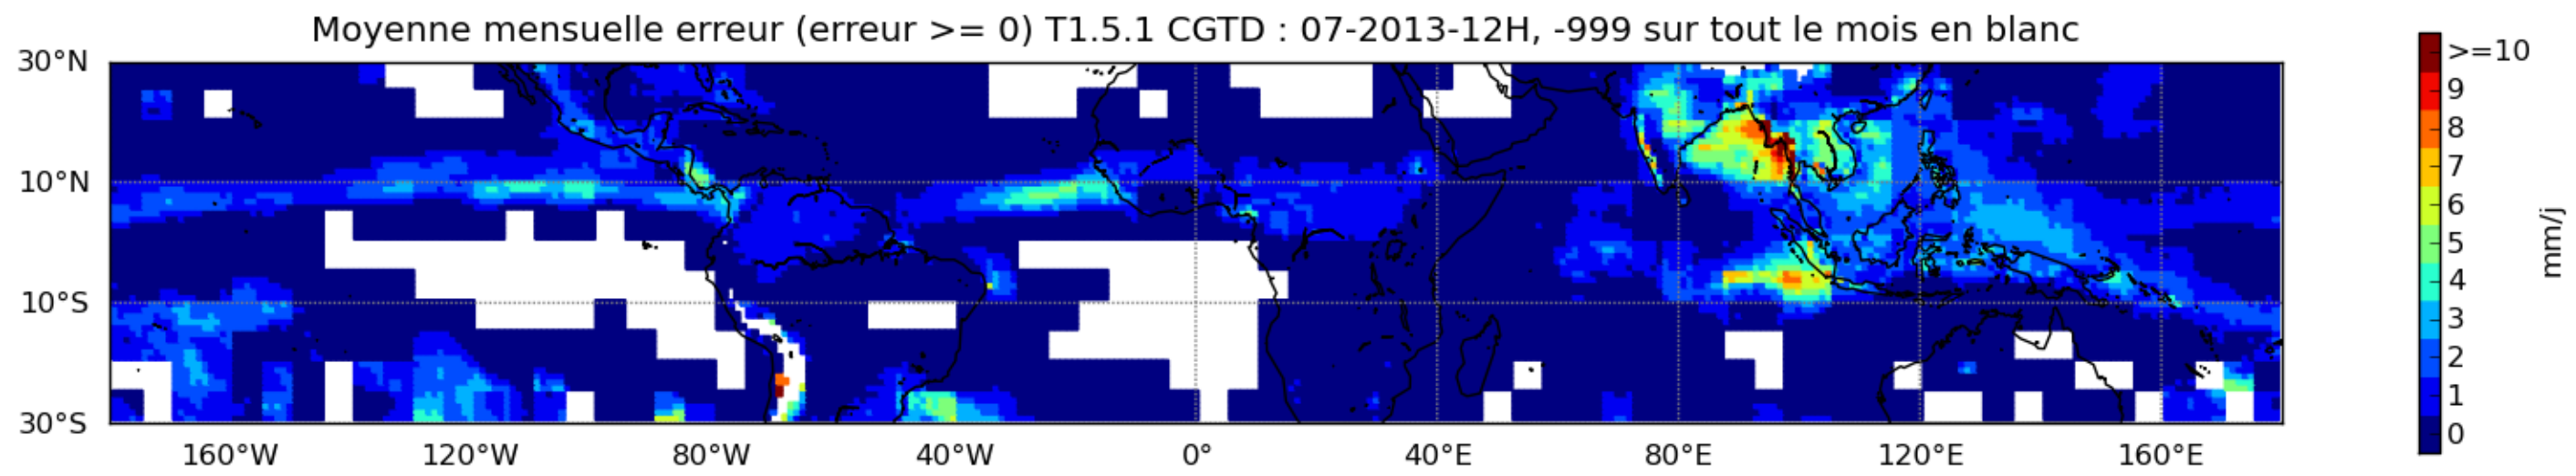 Moyenne mensuelle erreur (erreur >= 0) T1.5.1 CGTD : 07-2013-12H, -999 sur tout le mois en blanc
30°N
10°N
10°S
30°S
160°W 120°W 80°W 40°W 0° 40°E 80°E 120°E 160°E
>=10
9
8
7
6
5
4
3
2
1
0
mm/j